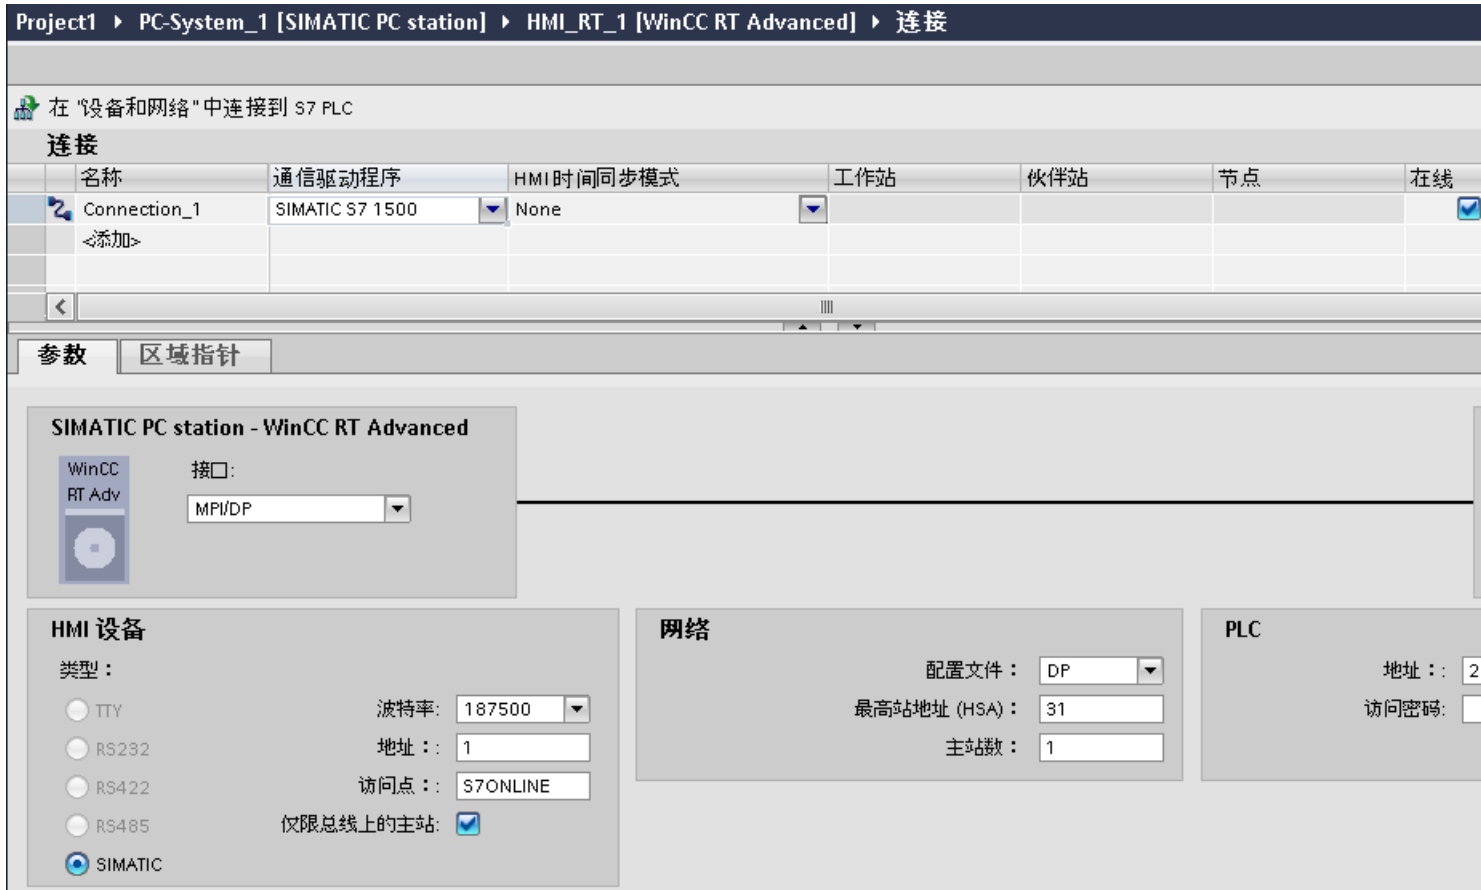 Project1 ▸ PC-System_1 [SIMATIC PC station] ▸ HMI_RT_1 [WinCC RT Advanced] ▸ 连接
在 "设备和网络" 中连接到 S7 PLC
连接
名称 通信驱动程序 HMI时间同步模式 工作站 伙伴站 节点 在线
Connection_1 SIMATIC S7 1500 None
<添加>
参数 区域指针
SIMATIC PC station - WinCC RT Advanced
WinCC
RT Adv
接口:
MPI/DP
HMI 设备
类型：
TTY
RS232
RS422
RS485
SIMATIC
波特率: 187500
地址：: 1
访问点：: S7ONLINE
仅限总线上的主站:
网络
配置文件： DP
最高站地址 (HSA)： 31
主站数： 1
PLC
地址：: 2
访问密码: